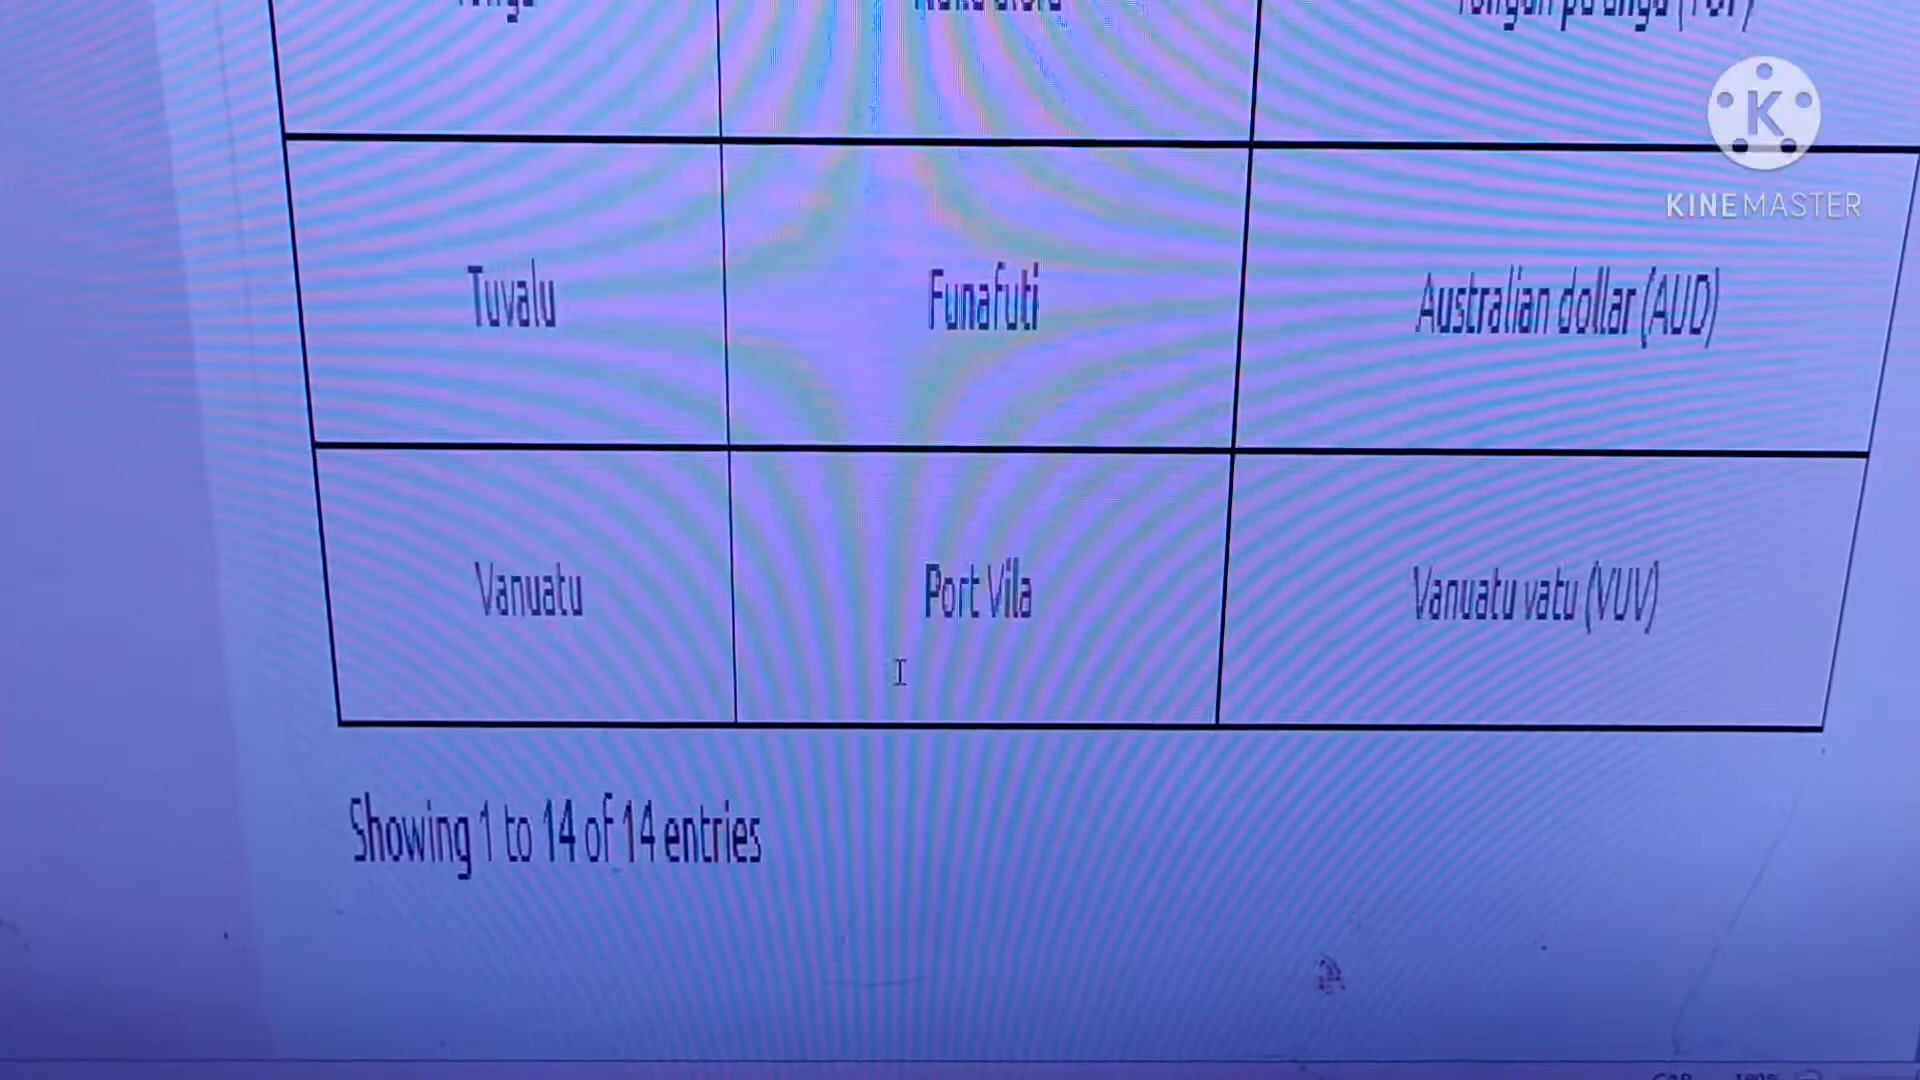 Tuvalu Funafuti Australian dollar (AUD)
Vanuatu Port Vila Vanuatu vatu (VUV)
Showing 1 to 14 of 14 entries
K
KINEMASTER